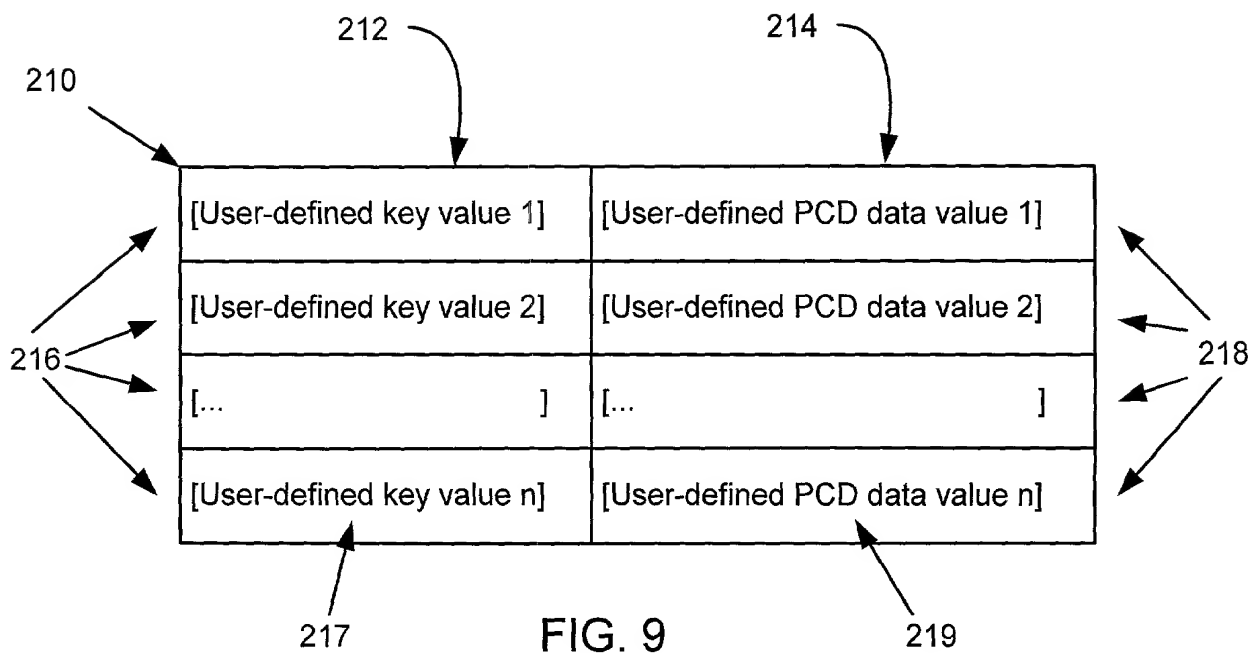 212
214
210
[User-defined key value 1] [User-defined PCD data value 1]
[User-defined key value 2] [User-defined PCD data value 2]
216
218
[... ] [... ]
[User-defined key value n] [User-defined PCD data value n]
217
FIG. 9
219